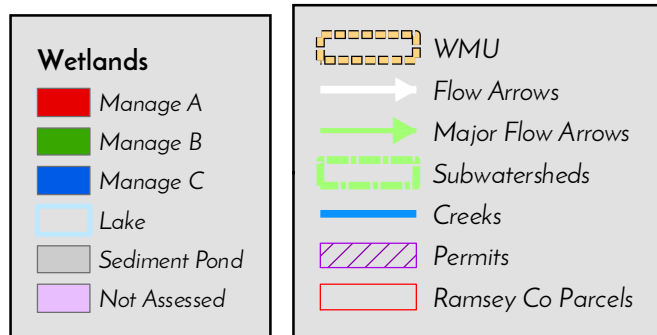 Wetlands
Manage A
Manage B
Manage C
Lake
Sediment Pond
Not Assessed
WMU
Flow Arrows
Major Flow Arrows
Subwatersheds
Creeks
Permits
Ramsey Co Parcels